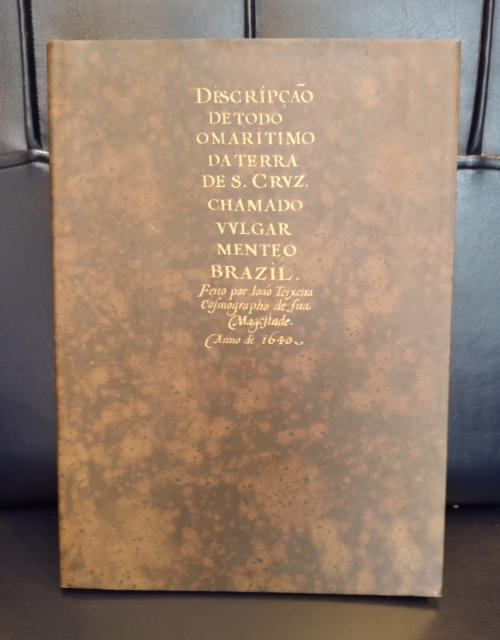 DESCRIPÇÃO
DE TODO
O MARITIMO
DA TERRA
DE S. CRVZ.
CHAMADO
VVLGAR
MENTE, O
BRAZIL.
Feito por Ioaõ Teixeira
Cosmographo de sua
Magestade.
Anno de 1640